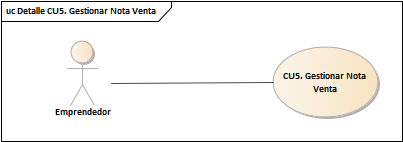 uc Detalle CU5. Gestionar Nota Venta
CU5. Gestionar Nota
Venta
Emprendedor